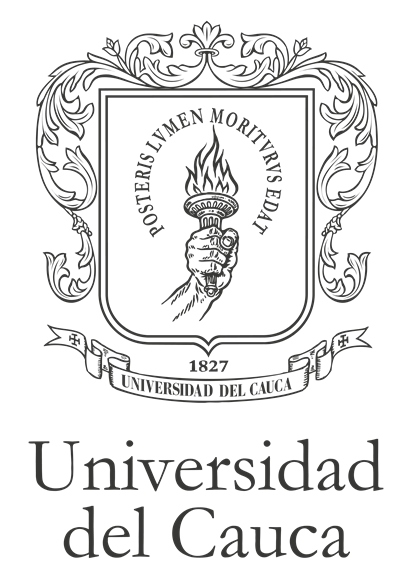 POSTERIS LVMEN MORITVRVS EDAT
1827
UNIVERSIDAD DEL CAUCA
Universidad
del Cauca